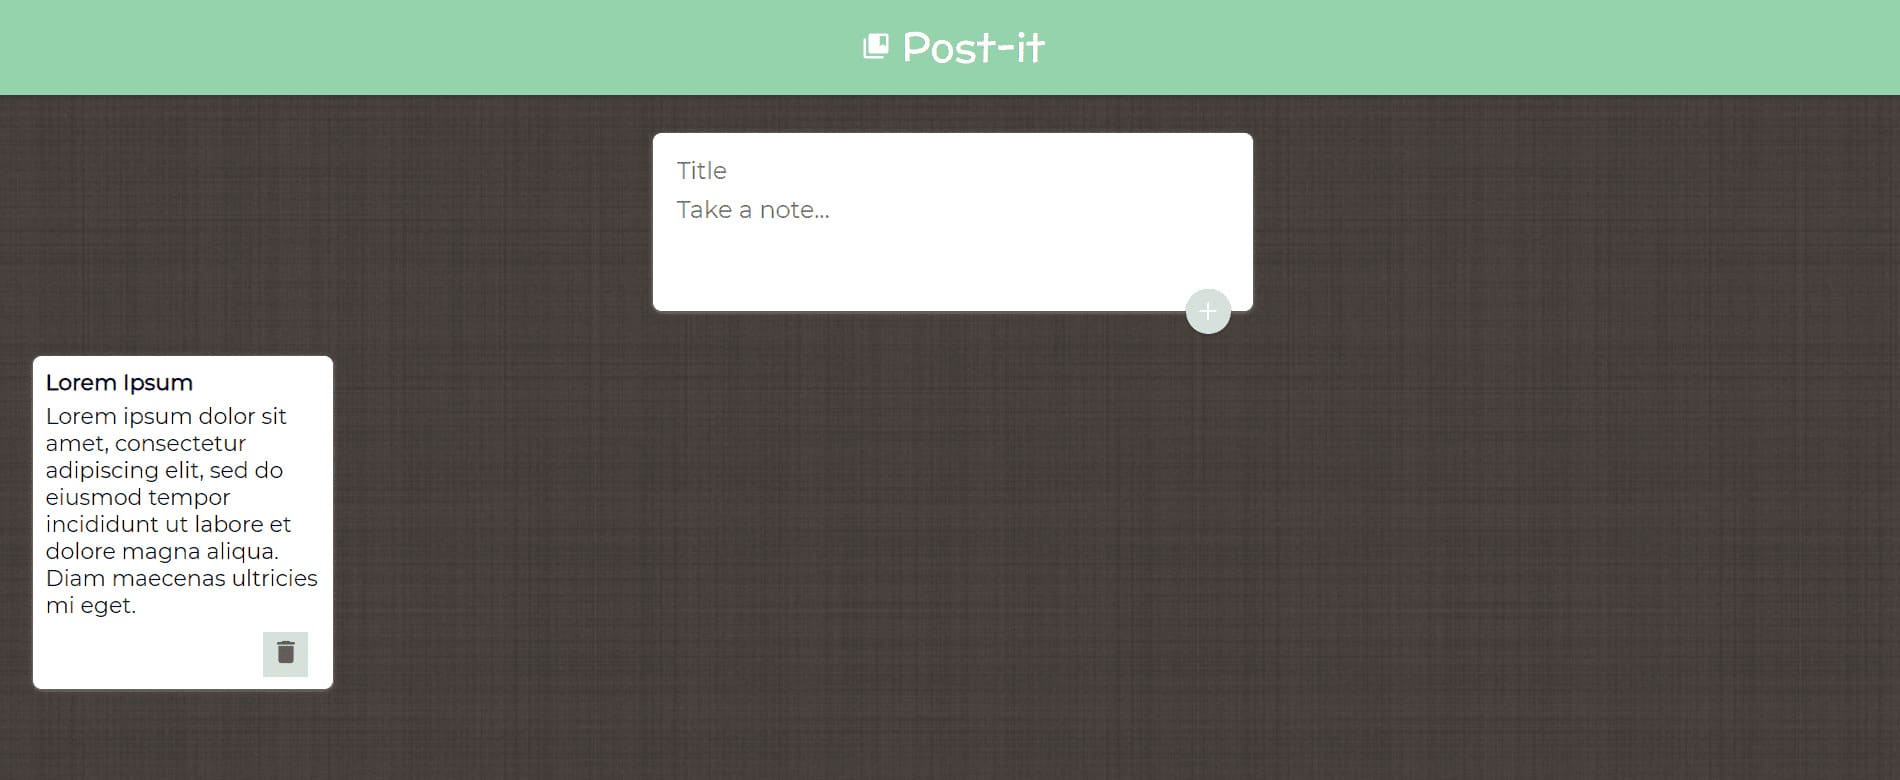 Post-it
Title
Take a note...
Lorem Ipsum
Lorem ipsum dolor sit
amet, consectetur
adipiscing elit, sed do
eiusmod tempor
incididunt ut labore et
dolore magna aliqua.
Diam maecenas ultricies
mi eget.